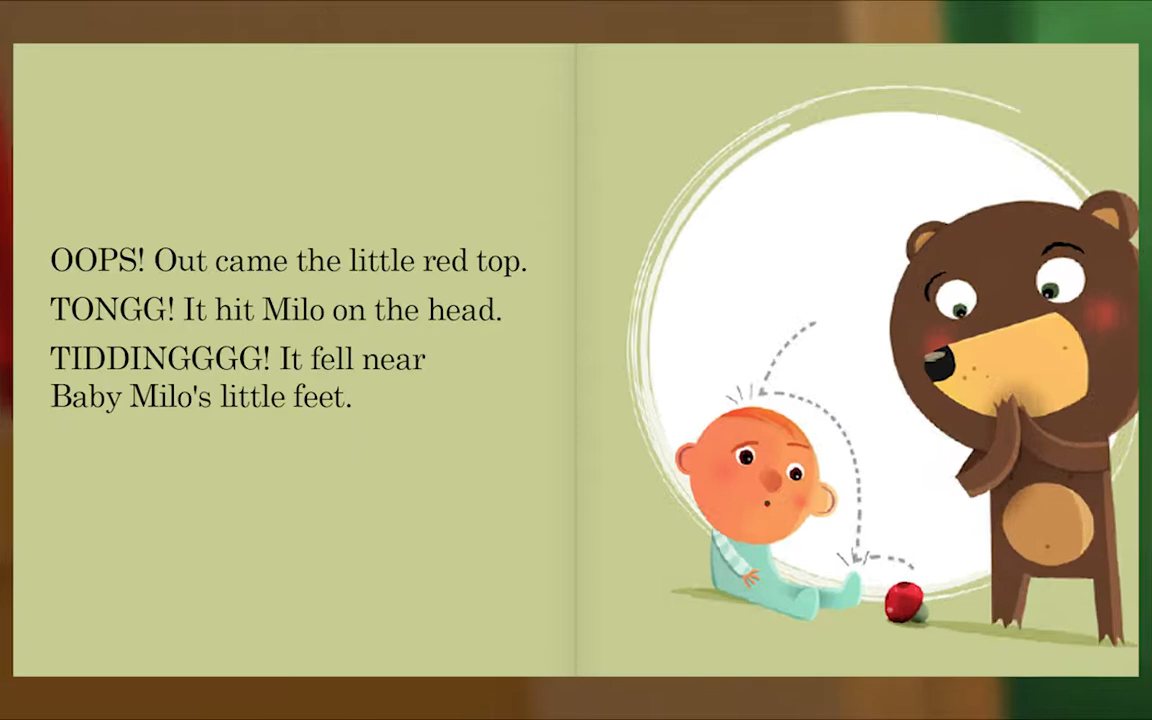 OOPS! Out came the little red top.
TONGG! It hit Milo on the head.
TIDDINGGGG! It fell near
Baby Milo's little feet.